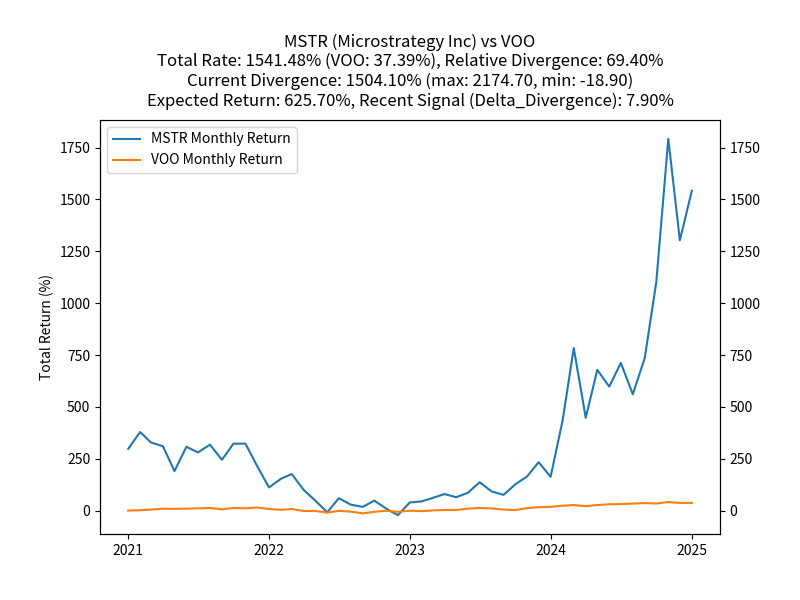 MSTR (Microstrategy Inc) vs VOO
Total Rate: 1541.48% (VOO: 37.39%), Relative Divergence: 69.40%
Current Divergence: 1504.10% (max: 2174.70, min: -18.90)
Expected Return: 625.70%, Recent Signal (Delta_Divergence): 7.90%
MSTR Monthly Return
VOO Monthly Return
Total Return (%)
1750
1500
1250
1000
750
500
250
0
1750
1500
1250
1000
750
500
250
0
2021 2022 2023 2024 2025